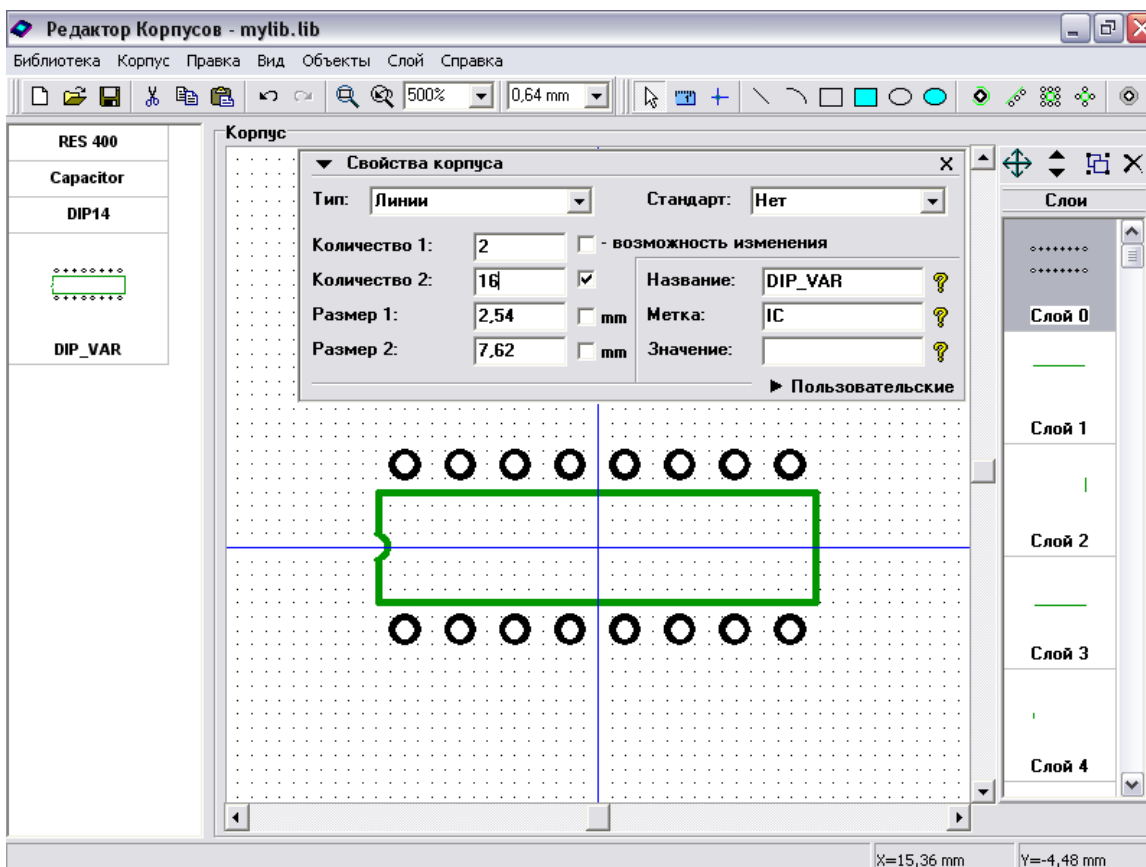 Редактор Корпусов - mylib.lib
Библиотека Корпус Правка Вид Объекты Слой Справка
500% 0,64 mm
RES 400
Capacitor
DIP14
DIP_VAR
Корпус
Свойства корпуса
Тип: Линии Стандарт: Нет
Количество 1: 2 - возможность изменения
Количество 2: 16 Название: DIP_VAR
Размер 1: 2,54 mm Метка: IC
Размер 2: 7,62 mm Значение:
Пользовательские
Слои
Слой 0
Слой 1
Слой 2
Слой 3
Слой 4
X=15,36 mm Y=-4,48 mm